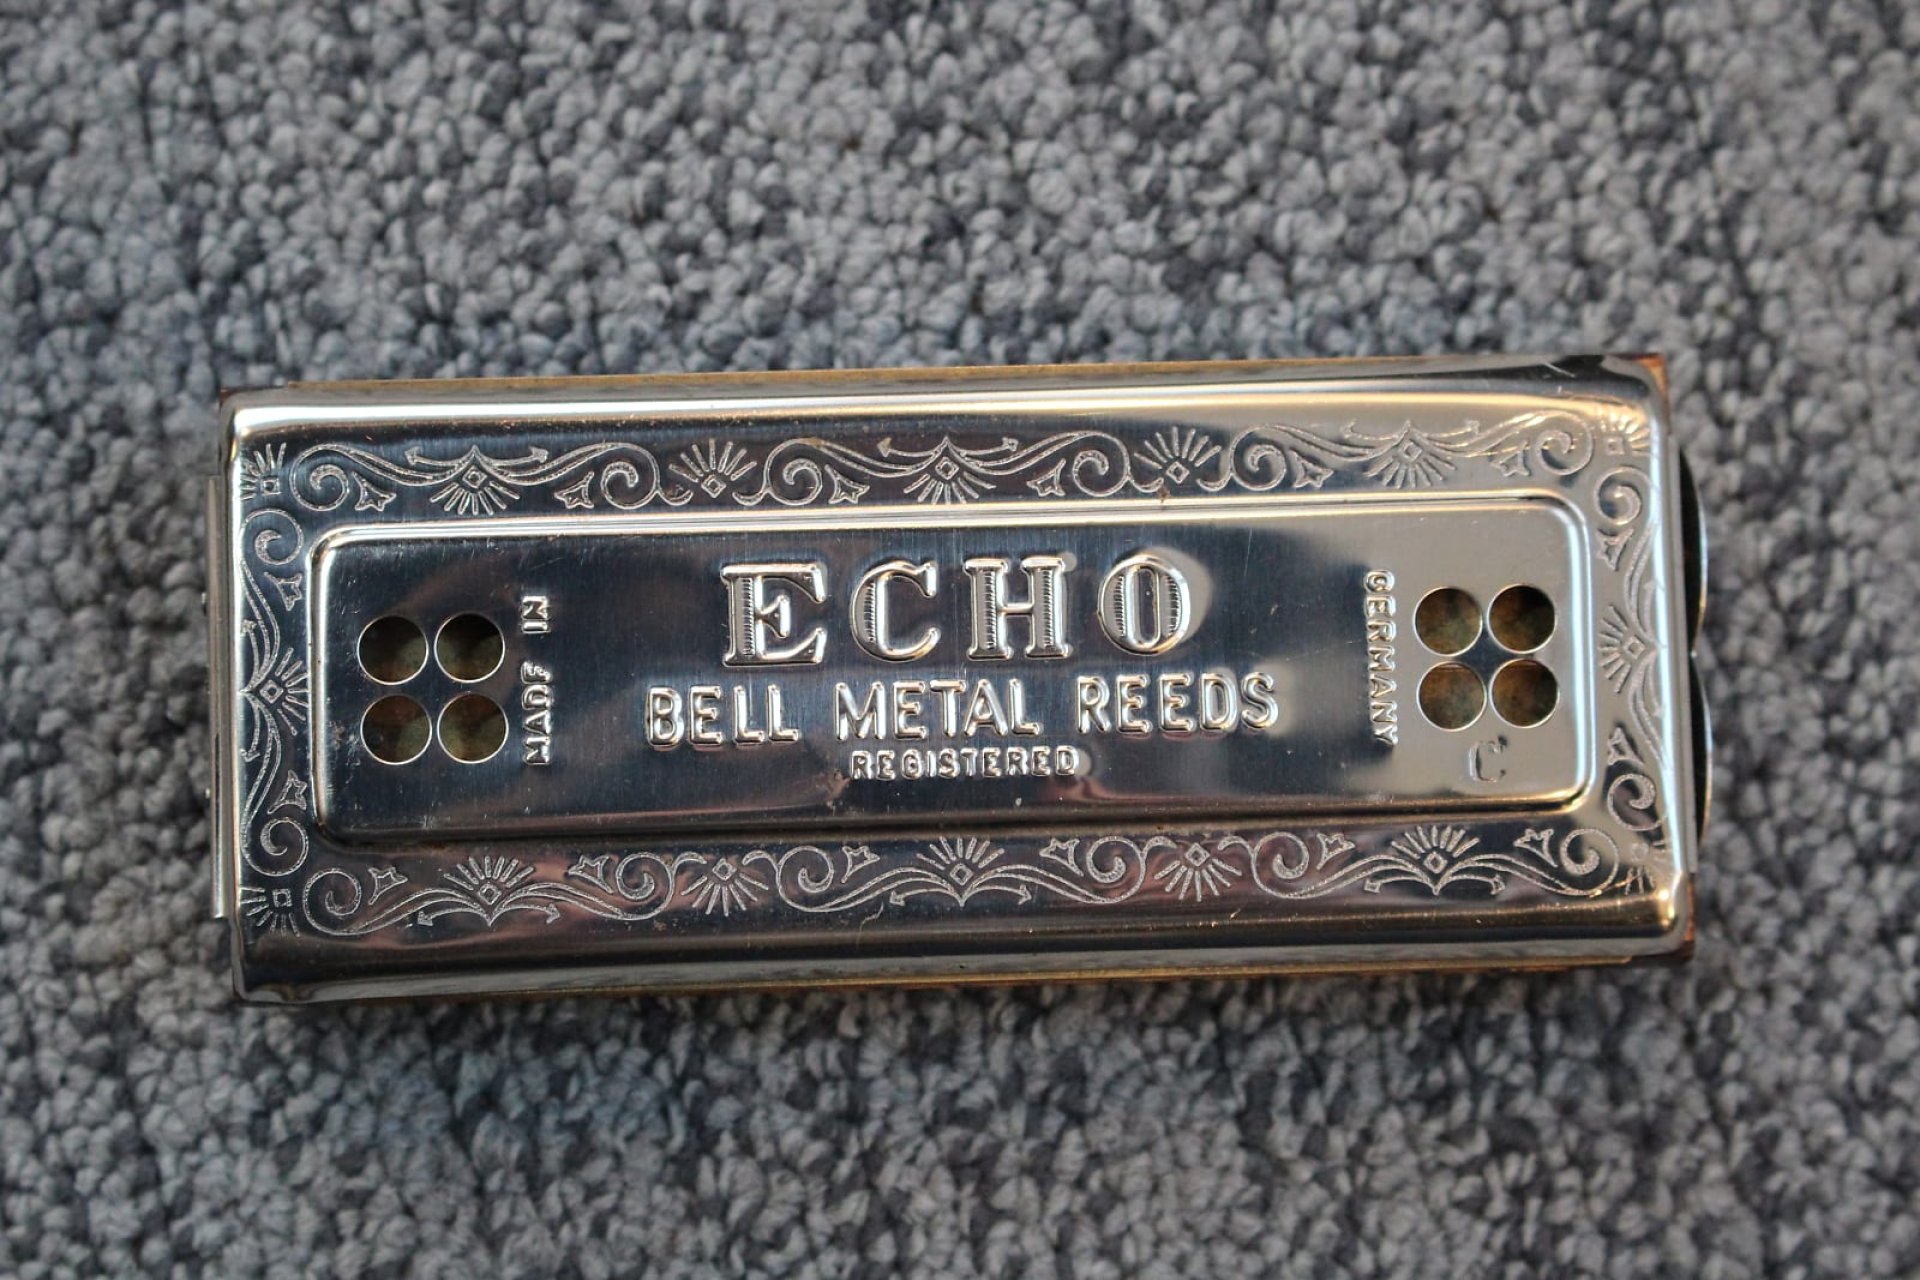 MADE IN
ECHO
BELL METAL REEDS
REGISTERED
GERMANY
C